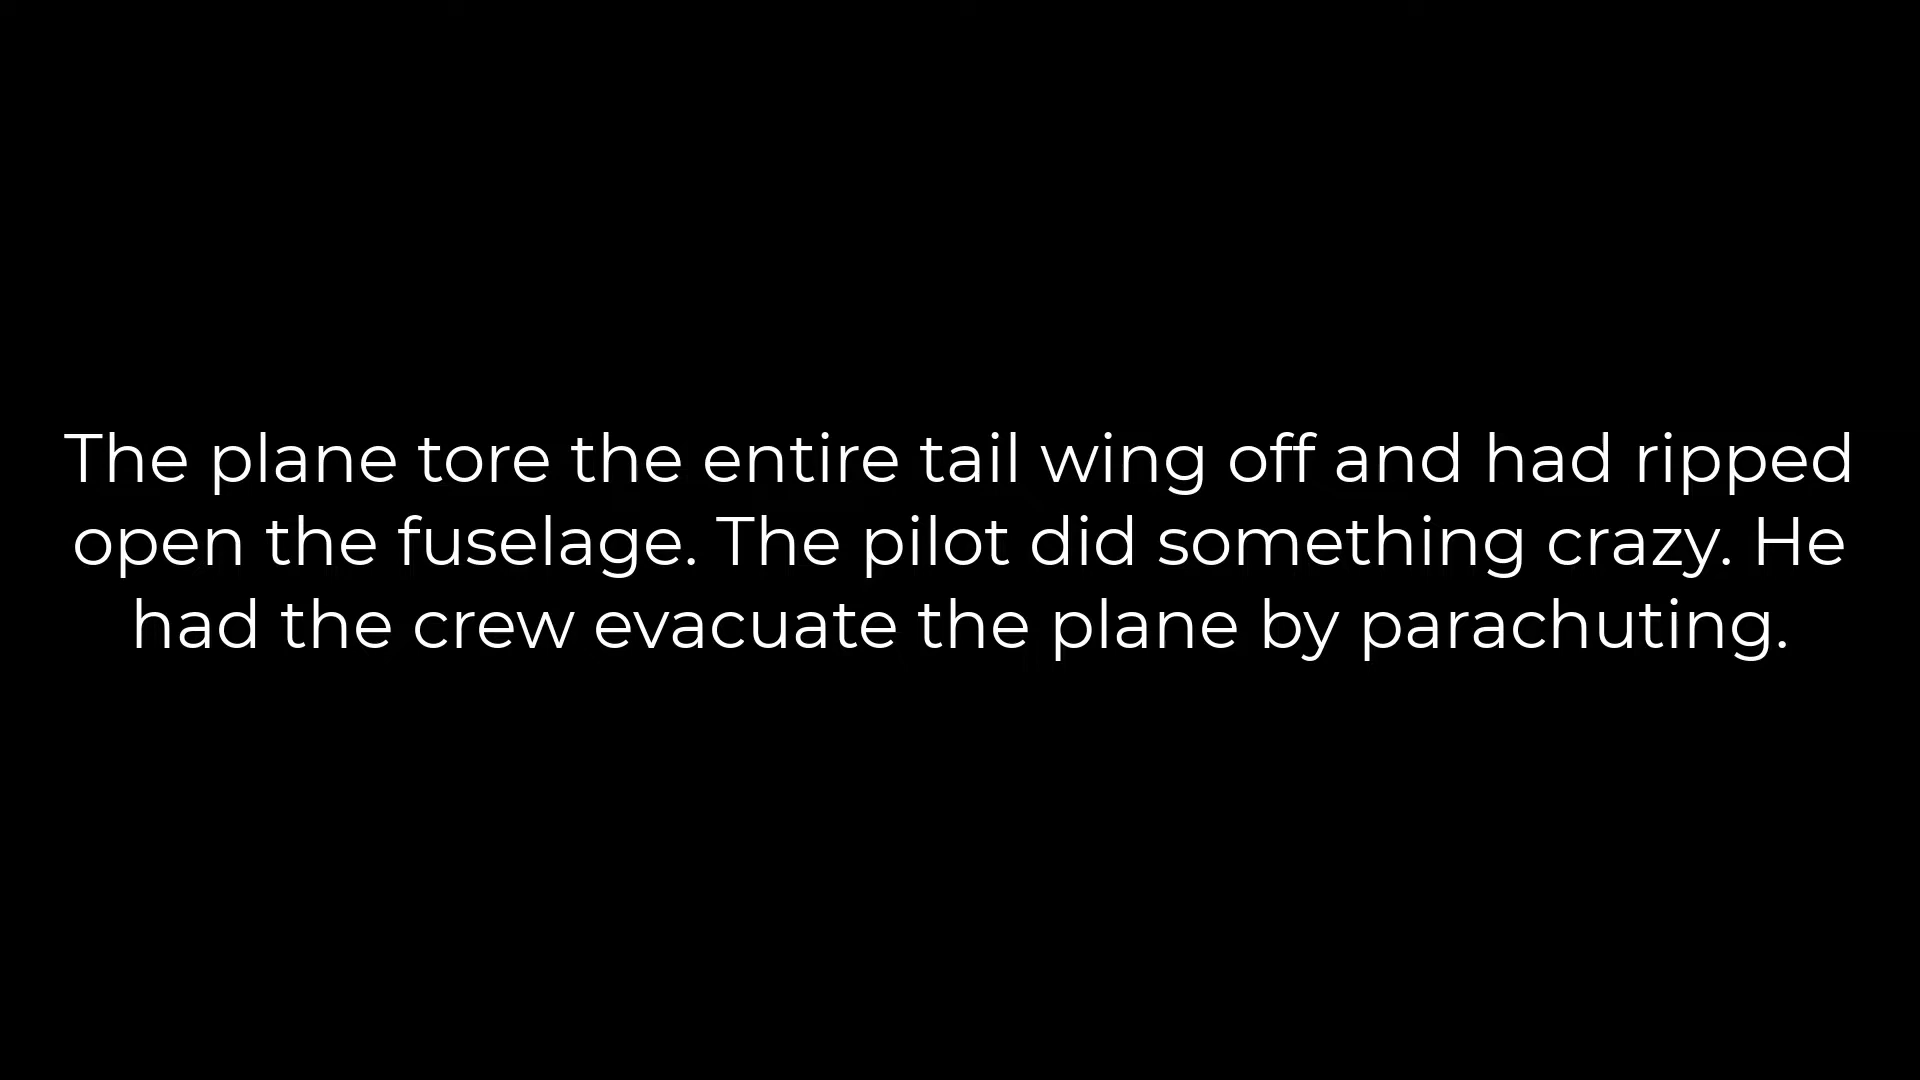 The plane tore the entire tail wing off and had ripped
open the fuselage. The pilot did something crazy. He
had the crew evacuate the plane by parachuting.